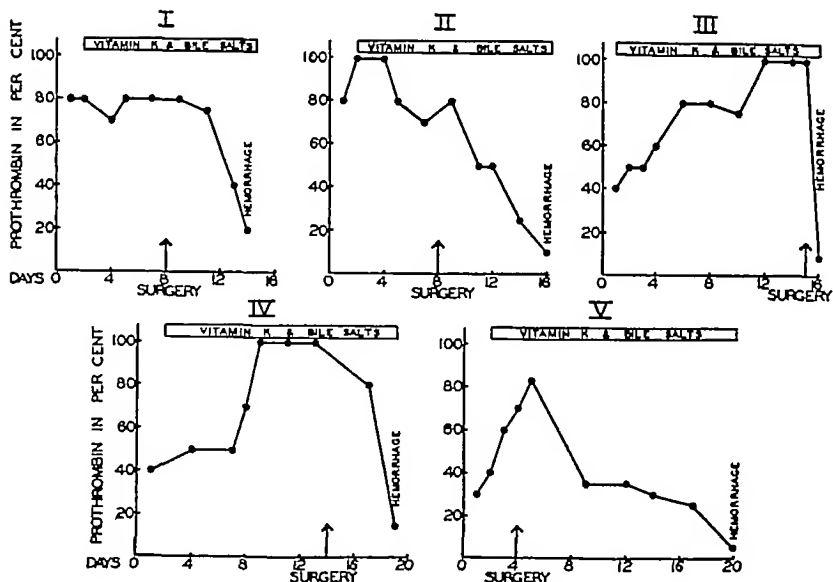 I
VITAMIN K & BILE SALTS
PROTHROMBIN IN PER CENT
100
80
60
40
20
HEMORRHAGE
DAYS 0 4 8 12 16
SURGERY
II
VITAMIN K & BILE SALTS
100
80
60
40
20
HEMORRHAGE
0 4 8 12 16
SURGERY
III
VITAMIN K & BILE SALTS
100
80
60
40
20
HEMORRHAGE
0 4 8 12 16
SURGERY
IV
VITAMIN K & BILE SALTS
PROTHROMBIN IN PER CENT
100
80
60
40
20
HEMORRHAGE
DAYS 0 4 8 12 16 20
SURGERY
V
VITAMIN K & BILE SALTS
100
80
60
40
20
HEMORRHAGE
0 4 8 12 16 20
SURGERY